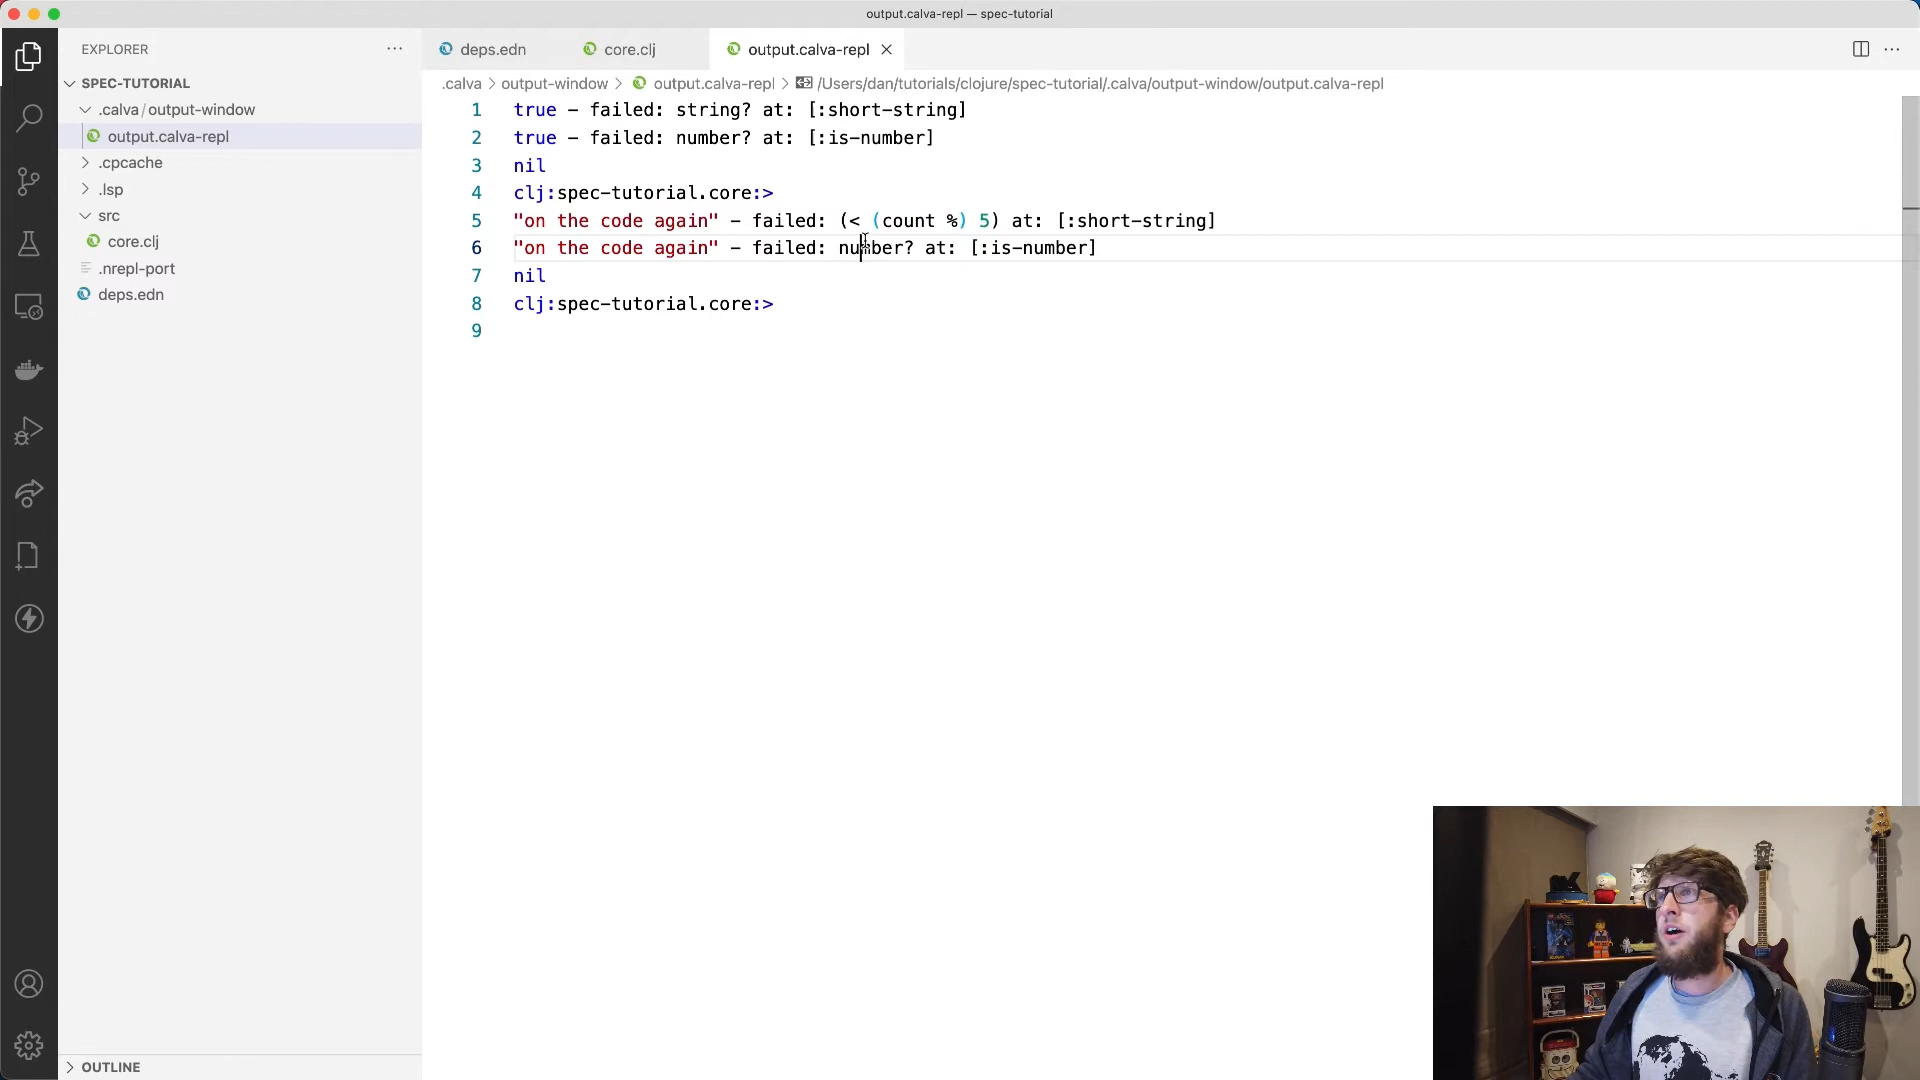 output.calva-repl — spec-tutorial
EXPLORER
SPEC-TUTORIAL
.calva / output-window
output.calva-repl
.cpcache
.lsp
src
core.clj
.nrepl-port
deps.edn
OUTLINE
deps.edn
core.clj
output.calva-repl
.calva > output-window > output.calva-repl > /Users/dan/tutorials/clojure/spec-tutorial/.calva/output-window/output.calva-repl
1 true - failed: string? at: [:short-string]
2 true - failed: number? at: [:is-number]
3 nil
4 clj:spec-tutorial.core:>
5 "on the code again" - failed: (< (count %) 5) at: [:short-string]
6 "on the code again" - failed: number? at: [:is-number]
7 nil
8 clj:spec-tutorial.core:>
9